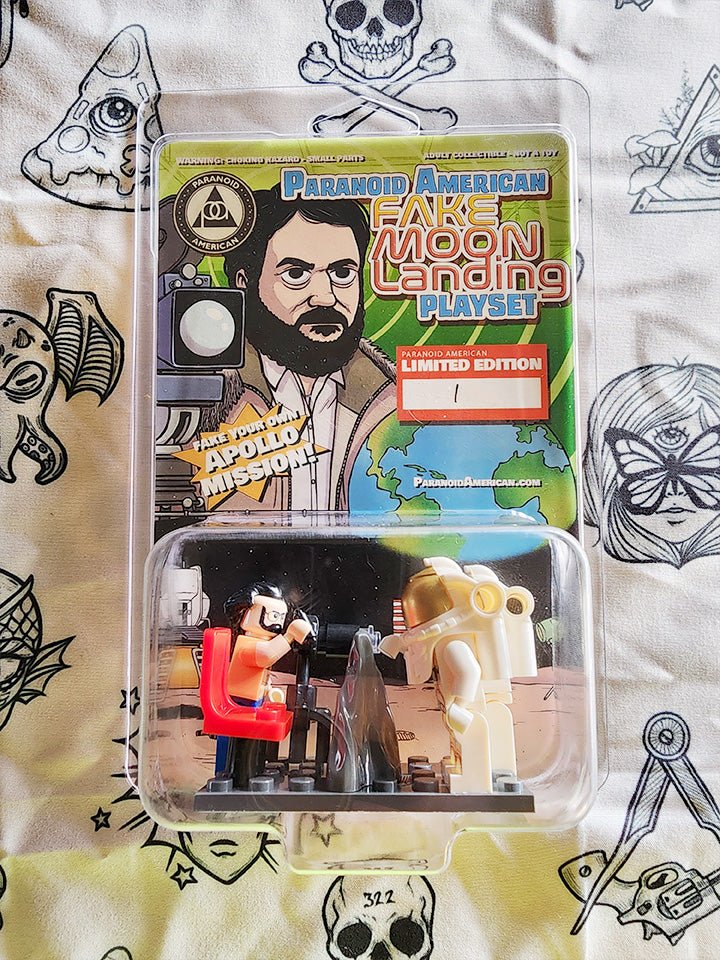 WARNING: CHOKING HAZARD - SMALL PARTS
ADULT COLLECTIBLE - NOT A TOY
PARANOID
AMERICAN
PARANOID AMERICAN
FAKE
MOON
Landing
PLAYSET
PARANOID AMERICAN
LIMITED EDITION
1
FAKE YOUR OWN
APOLLO
MISSION!
PARANOIDAMERICAN.COM
322